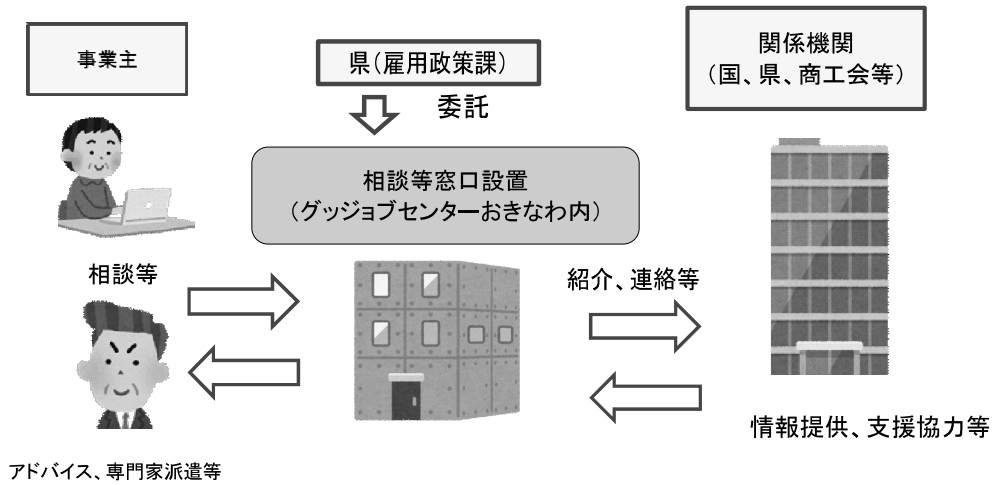 事業主
県(雇用政策課)
委託
関係機関
(国、県、商工会等)
相談等窓口設置
(グッジョブセンターおきなわ内)
相談等
紹介、連絡等
情報提供、支援協力等
アドバイス、専門家派遣等